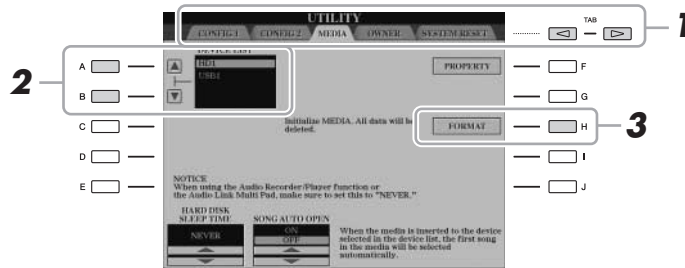 UTILITY
CONFIG 1 CONFIG 2 MEDIA OWNER SYSTEM RESET
TAB
1
2
DEVICE LIST
A HD1 PROPERTY F
USB1
B G
C Initialize MEDIA. All data will be FORMAT H 3
deleted.
D I
NOTICE
E When using the Audio Recorder/Player function or J
the Audio Link Multi Pad, make sure to set this to "NEVER."
HARD DISK
SLEEP TIME SONG AUTO OPEN
NEVER ON
OFF
When the media is inserted to the device
selected in the device list, the first song
in the media will be selected
automatically.